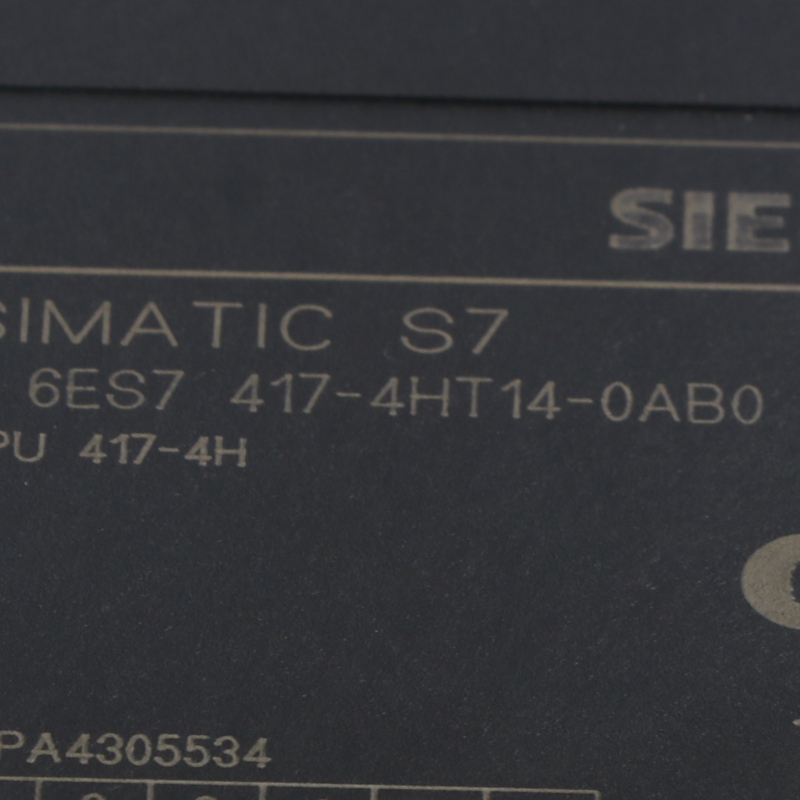 SIE
SIMATIC S7
6ES7 417-4HT14-0AB0
PU 417-4H
PA4305534